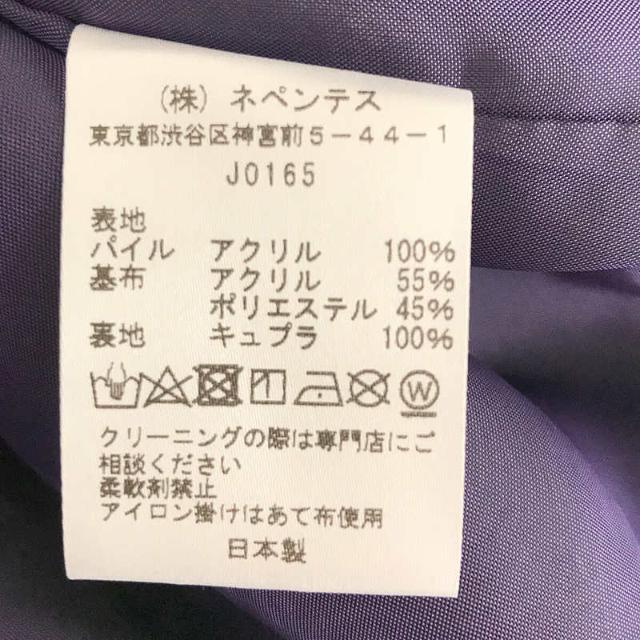 (株) ネペンテス
東京都渋谷区神宮前5-44-1
J0165
表地
パイル アクリル 100%
基布 アクリル 55%
ポリエステル 45%
裏地 キュプラ 100%
W
クリーニングの際は専門店にご
相談ください
柔軟剤禁止
アイロン掛けはあて布使用
日本製